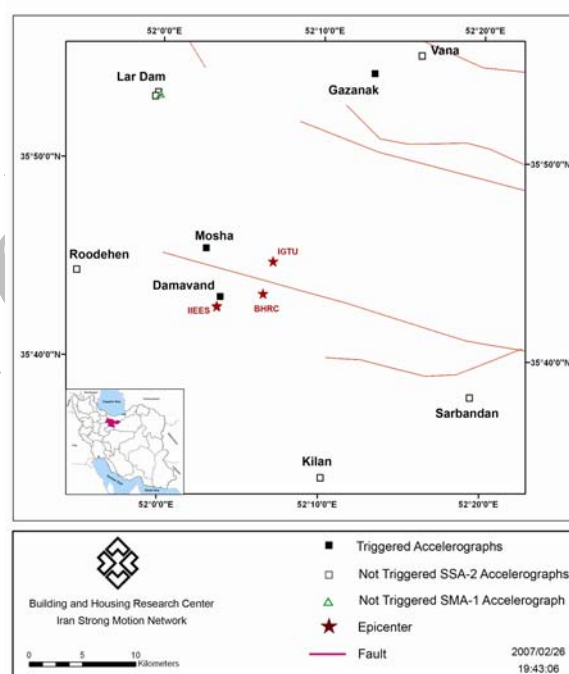 52°0'0"E 52°10'0"E 52°20'0"E
Vana
Lar Dam
Gazanak
35°50'0"N 35°50'0"N
Mosha
IGTU
Roodehen
Damavand
IIEES BHRC
35°40'0"N 35°40'0"N
Sarbandan
Kilan
52°0'0"E 52°10'0"E 52°20'0"E
Triggered Accelerographs
Not Triggered SSA-2 Accelerographs
Building and Housing Research Center
Not Triggered SMA-1 Accelerograph
Iran Strong Motion Network
Epicenter
0 5 10
Kilometers
Fault
2007/02/26
19:43:06